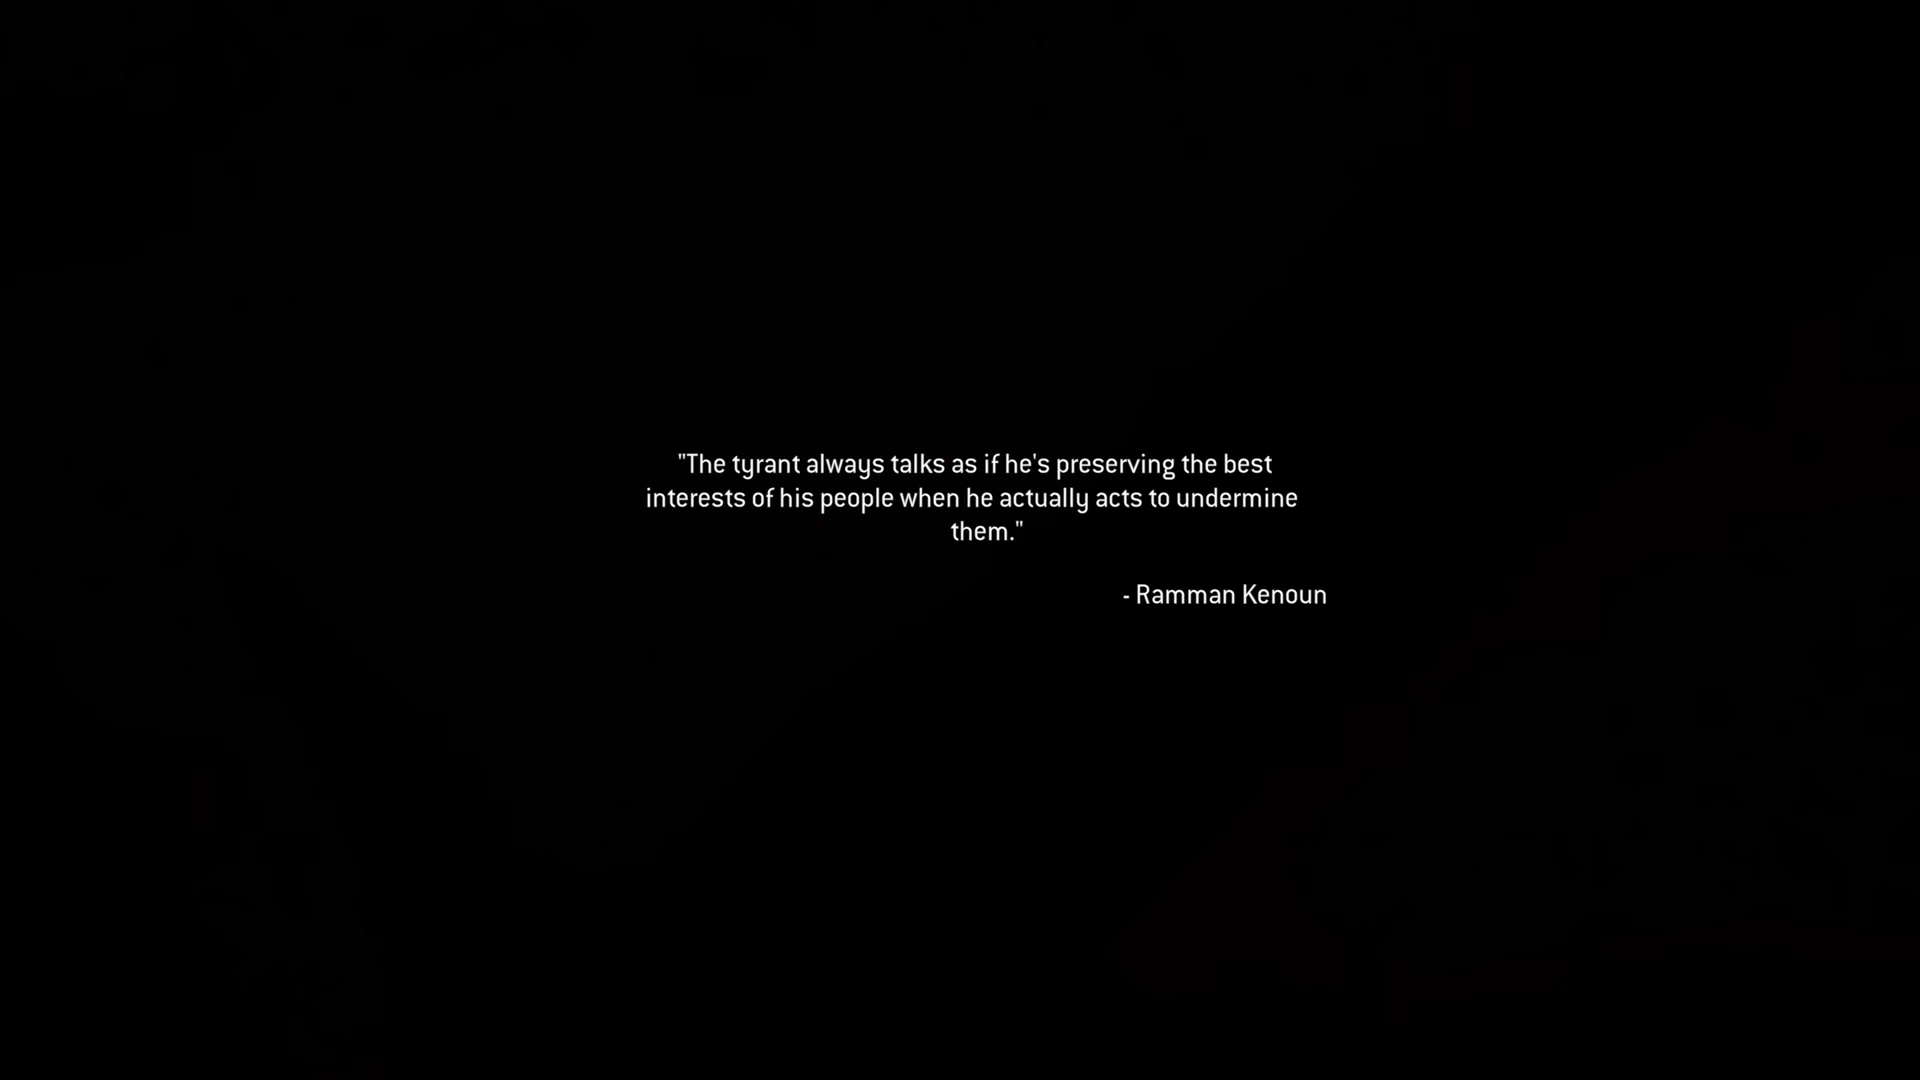 "The tyrant always talks as if he's preserving the best
interests of his people when he actually acts to undermine
them."
- Ramman Kenoun